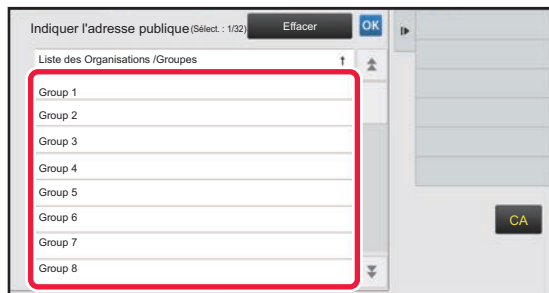 Indiquer l'adresse publique (Sélect. : 1/32) Effacer OK
Liste des Organisations /Groupes ↑
Group 1
Group 2
Group 3
Group 4
Group 5
Group 6
Group 7
Group 8
CA